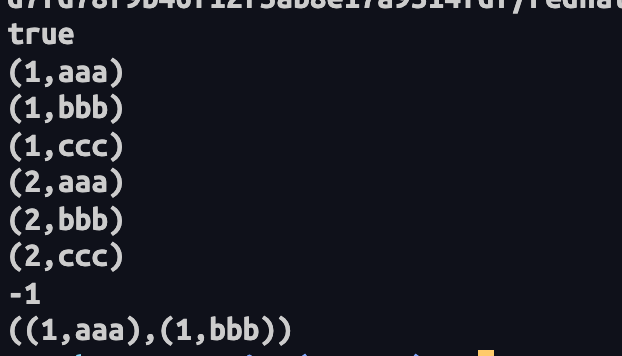 true
(1,aaa)
(1,bbb)
(1,ccc)
(2,aaa)
(2,bbb)
(2,ccc)
-1
((1,aaa),(1,bbb))